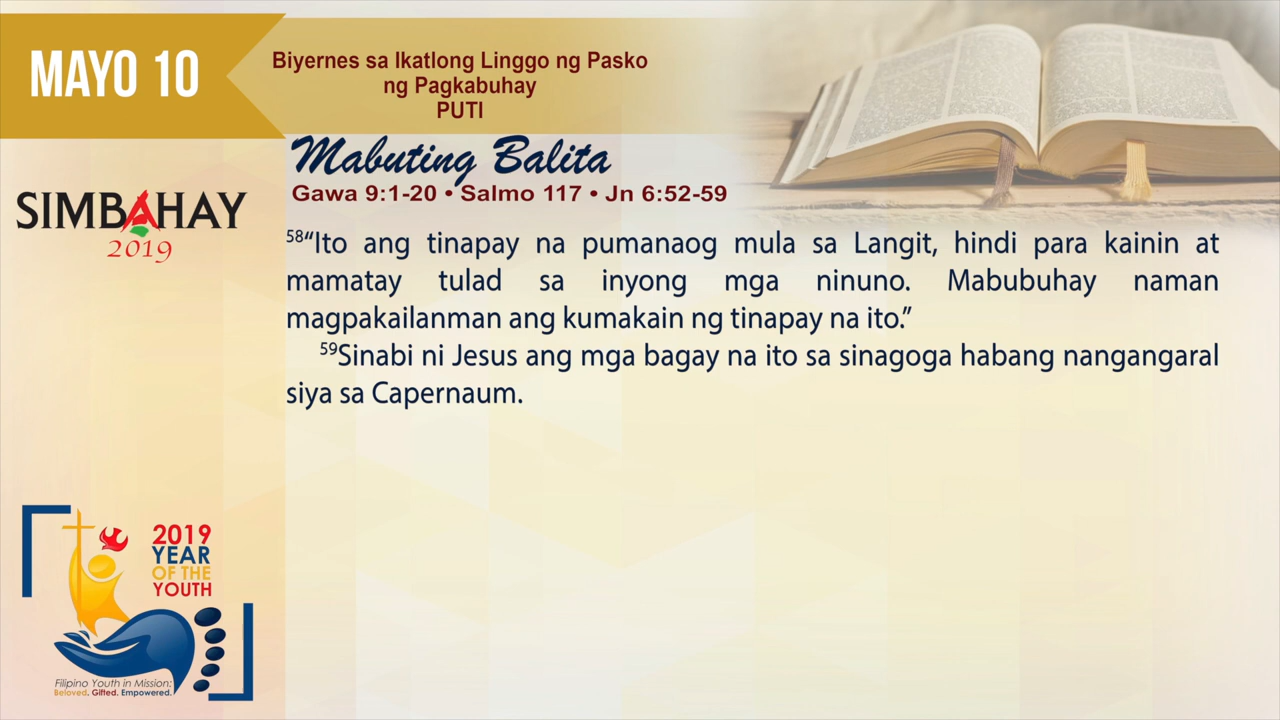 MAYO 10
Biyernes sa Ikatlong Linggo ng Pasko
ng Pagkabuhay
PUTI
Mabuting Balita
Gawa 9:1-20 • Salmo 117 • Jn 6:52-59
SIMBAHAY
2019
58“Ito ang tinapay na pumanaog mula sa Langit, hindi para kainin at
mamatay tulad sa inyong mga ninuno. Mabubuhay naman
magpakailanman ang kumakain ng tinapay na ito.”
59Sinabi ni Jesus ang mga bagay na ito sa sinagoga habang nangangaral
siya sa Capernaum.
2019
YEAR
OF THE
YOUTH
Filipino Youth in Mission:
Beloved. Gifted. Empowered.